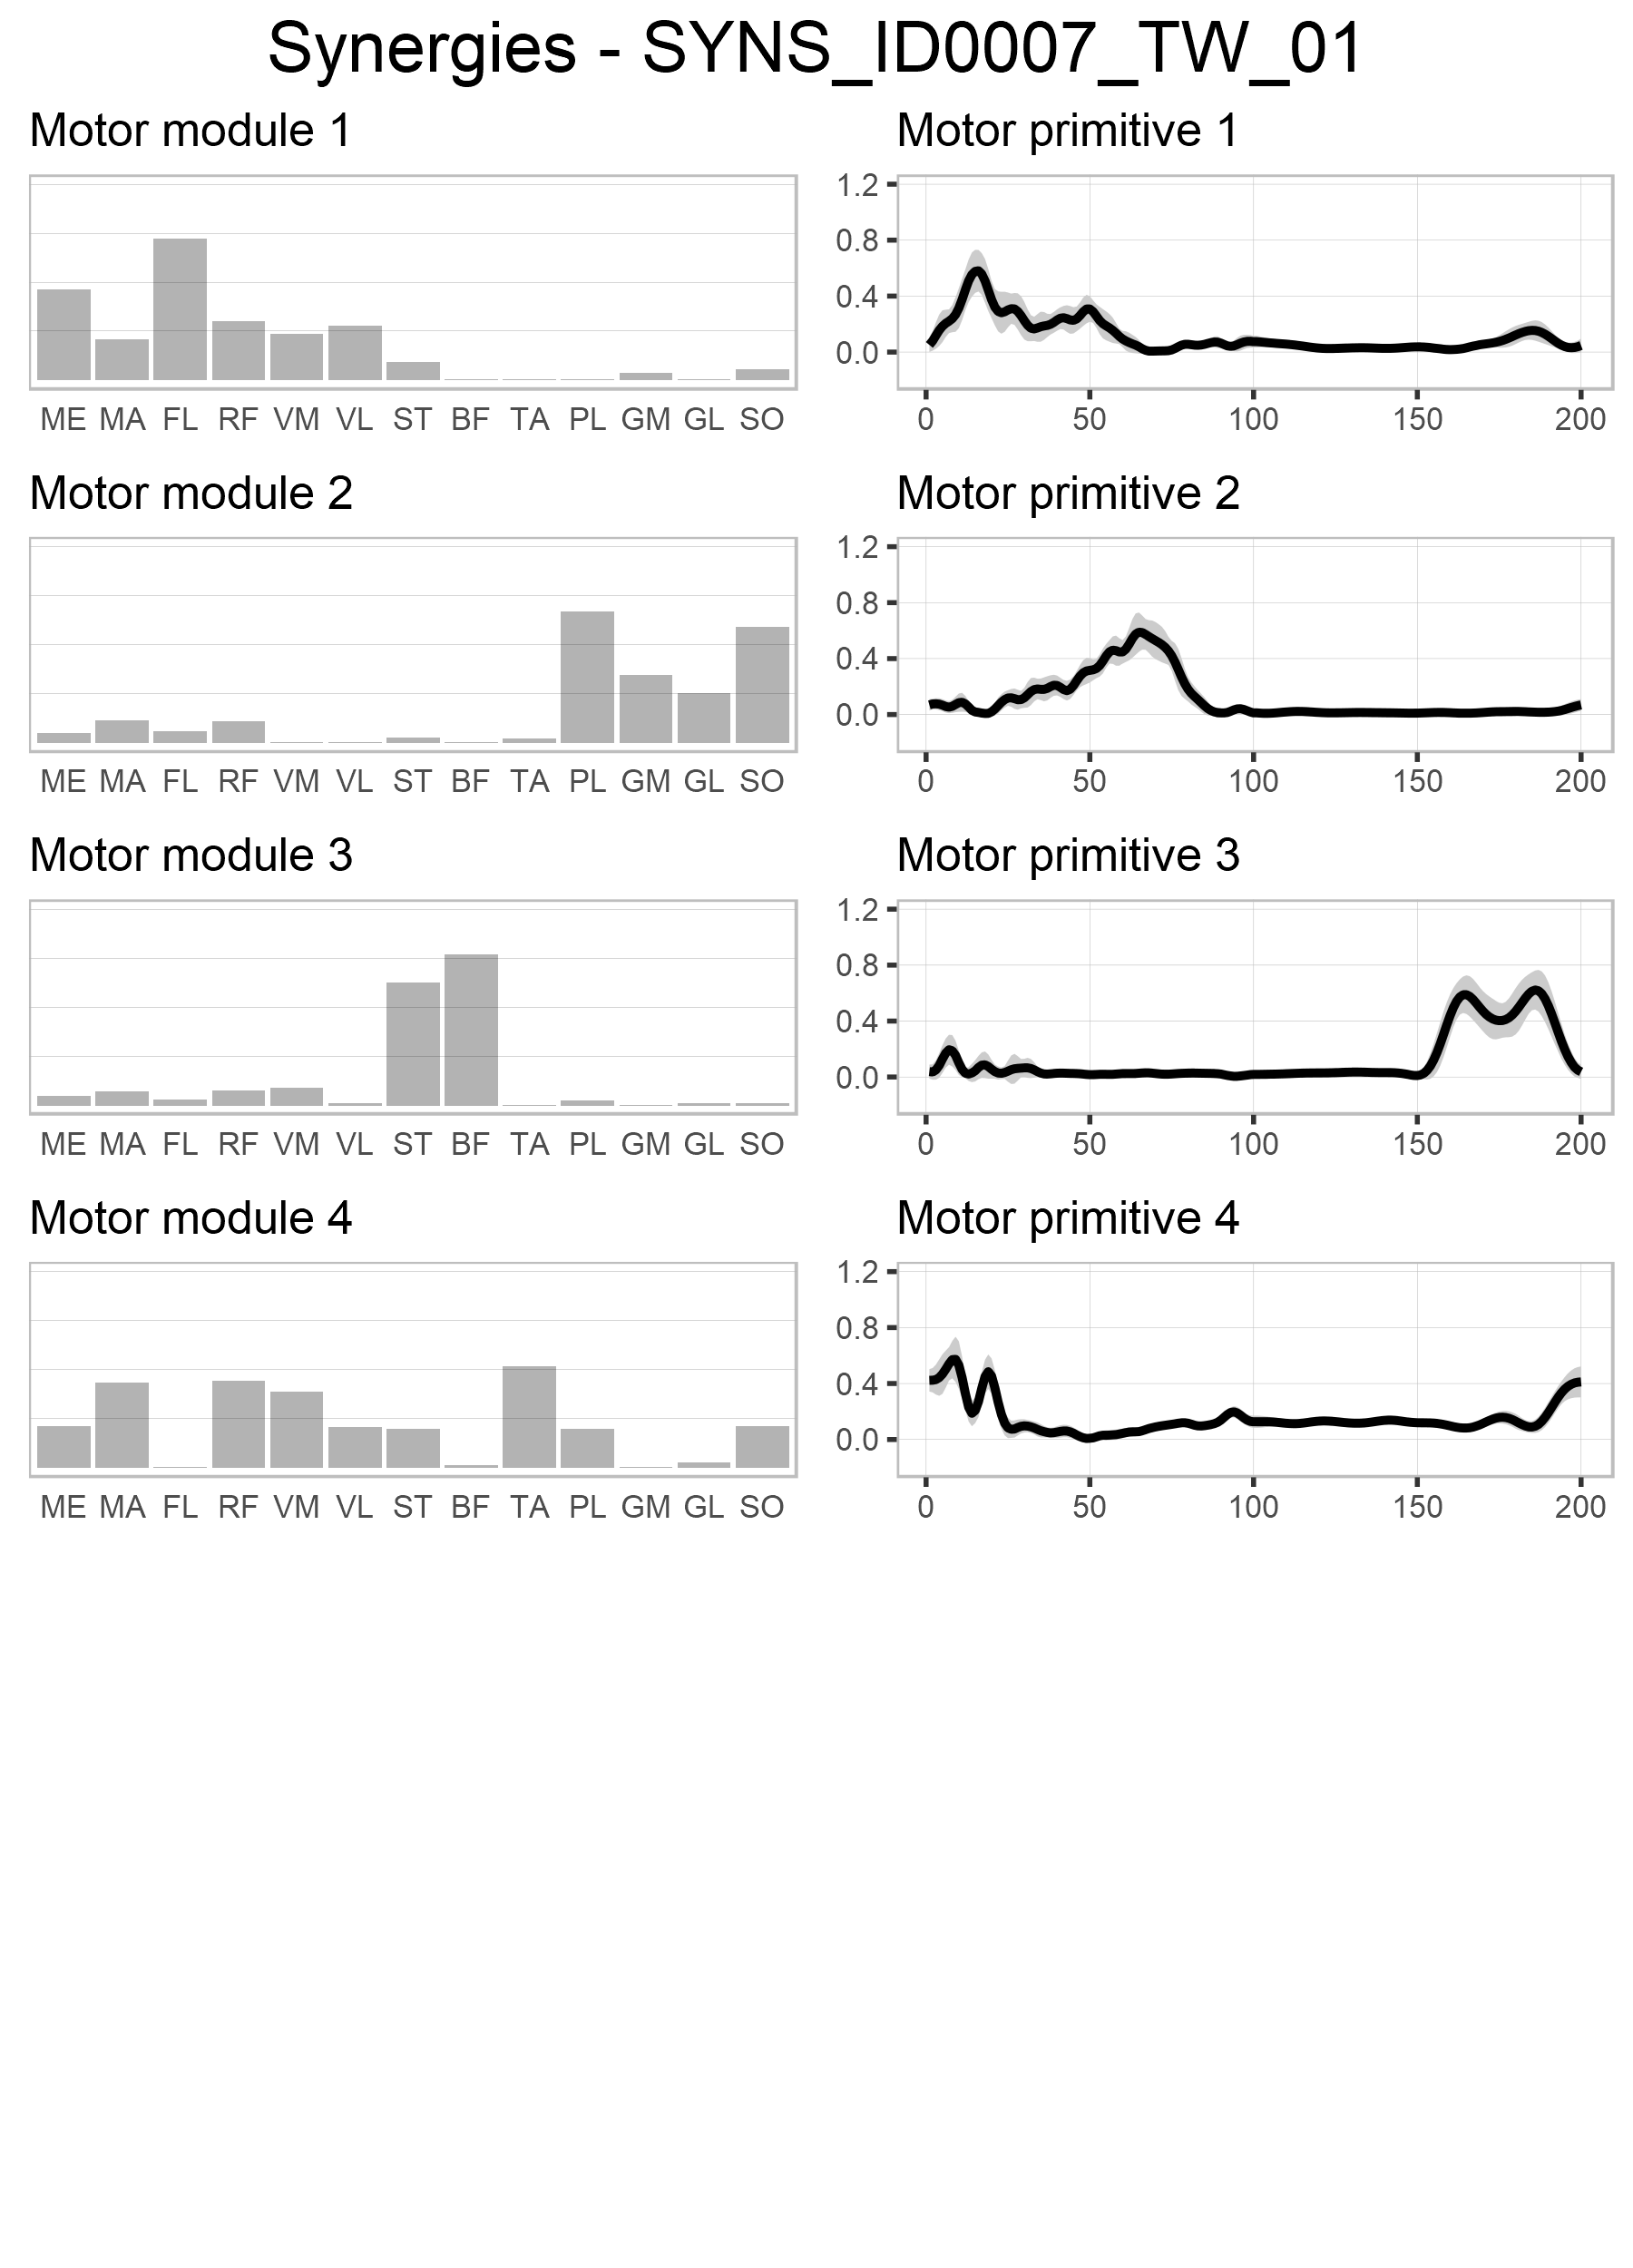 Synergies - SYNS_ID0007_TW_01
Motor module 1
Motor primitive 1
1.2
0.8
0.4
0.0
ME MA FL RF VM VL ST BF TA PL GM GL SO
0 50 100 150 200
Motor module 2
Motor primitive 2
1.2
0.8
0.4
0.0
ME MA FL RF VM VL ST BF TA PL GM GL SO
0 50 100 150 200
Motor module 3
Motor primitive 3
1.2
0.8
0.4
0.0
ME MA FL RF VM VL ST BF TA PL GM GL SO
0 50 100 150 200
Motor module 4
Motor primitive 4
1.2
0.8
0.4
0.0
ME MA FL RF VM VL ST BF TA PL GM GL SO
0 50 100 150 200